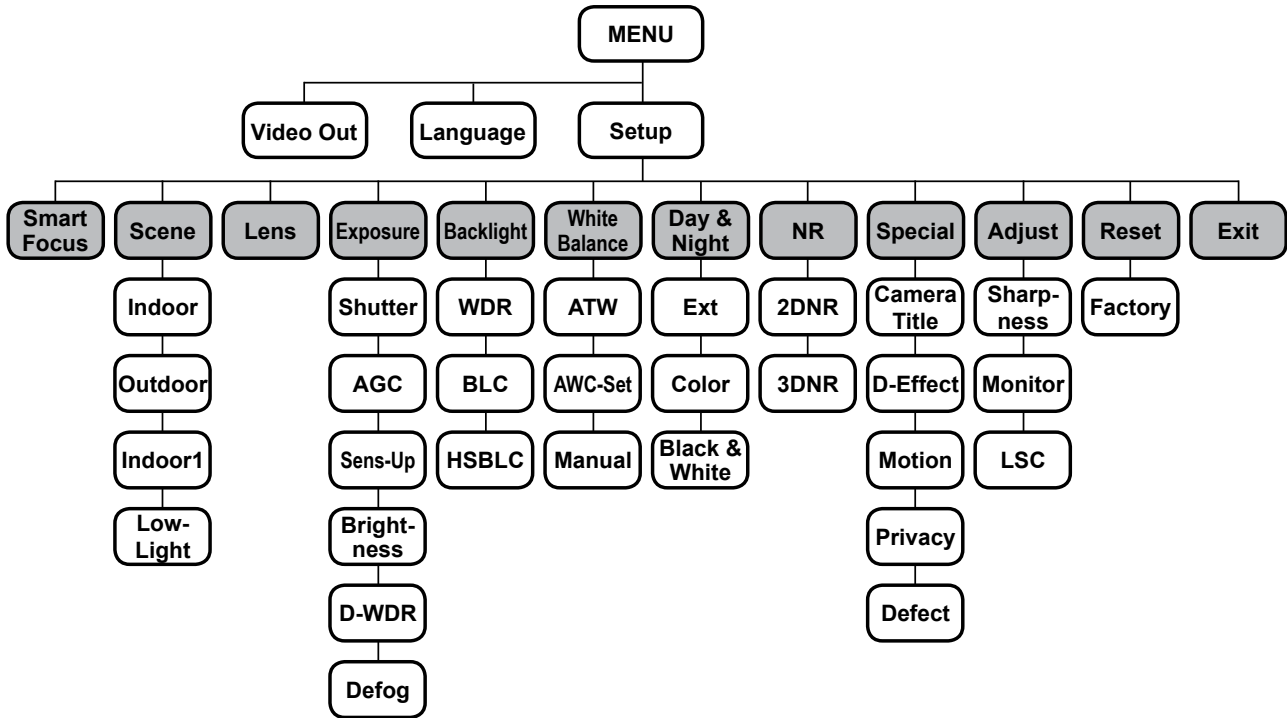 MENU
Video Out
Language
Setup
Smart
Focus
Scene
Lens
Exposure
Backlight
White
Balance
Day &
Night
NR
Special
Adjust
Reset
Exit
Indoor
Outdoor
Indoor1
Low-
Light
Shutter
AGC
Sens-Up
Bright-
ness
D-WDR
Defog
WDR
BLC
HSBLC
ATW
AWC-Set
Manual
Ext
Color
Black &
White
2DNR
3DNR
Camera
Title
D-Effect
Motion
Privacy
Defect
Sharp-
ness
Monitor
LSC
Factory